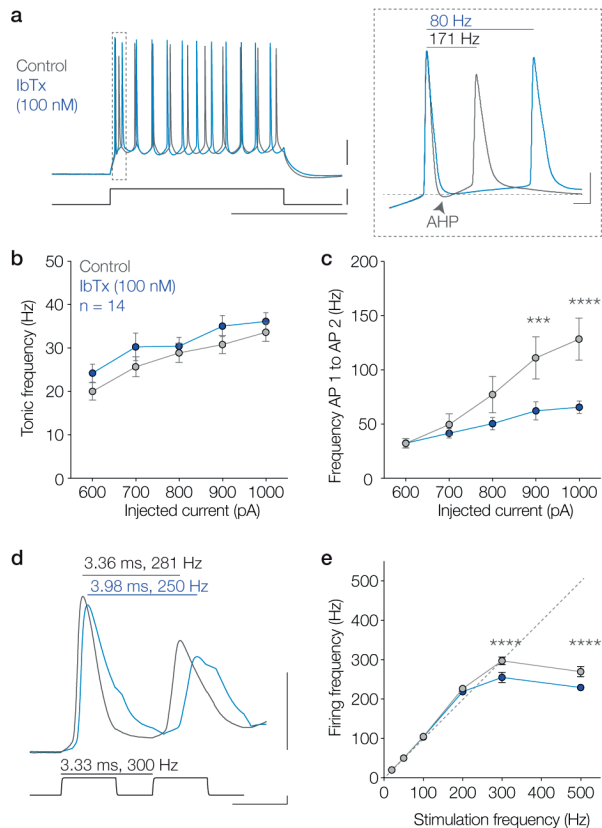 a
Control
IbTx
(100 nM)
80 Hz
171 Hz
AHP
b
Control
IbTx (100 nM)
n = 14
Tonic frequency (Hz)
50
40
30
20
10
0
600 700 800 900 1000
Injected current (pA)
c
*** ****
Frequency AP 1 to AP 2 (Hz)
200
150
100
50
0
600 700 800 900 1000
Injected current (pA)
d
3.36 ms, 281 Hz
3.98 ms, 250 Hz
3.33 ms, 300 Hz
e
**** ****
Firing frequency
(Hz)
500
400
300
200
100
0
0 100 200 300 400 500
Stimulation frequency (Hz)